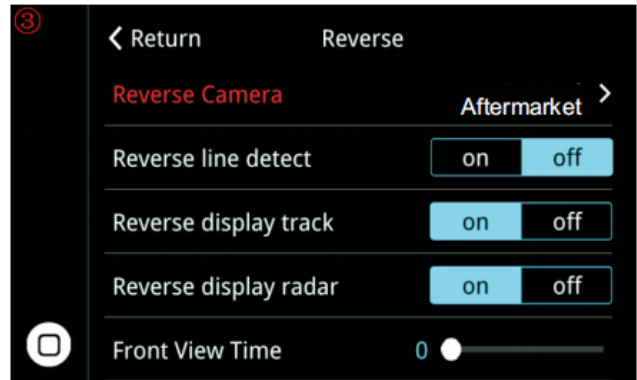 ③
Return Reverse
Reverse Camera Aftermarket
Reverse line detect on off
Reverse display track on off
Reverse display radar on off
Front View Time 0